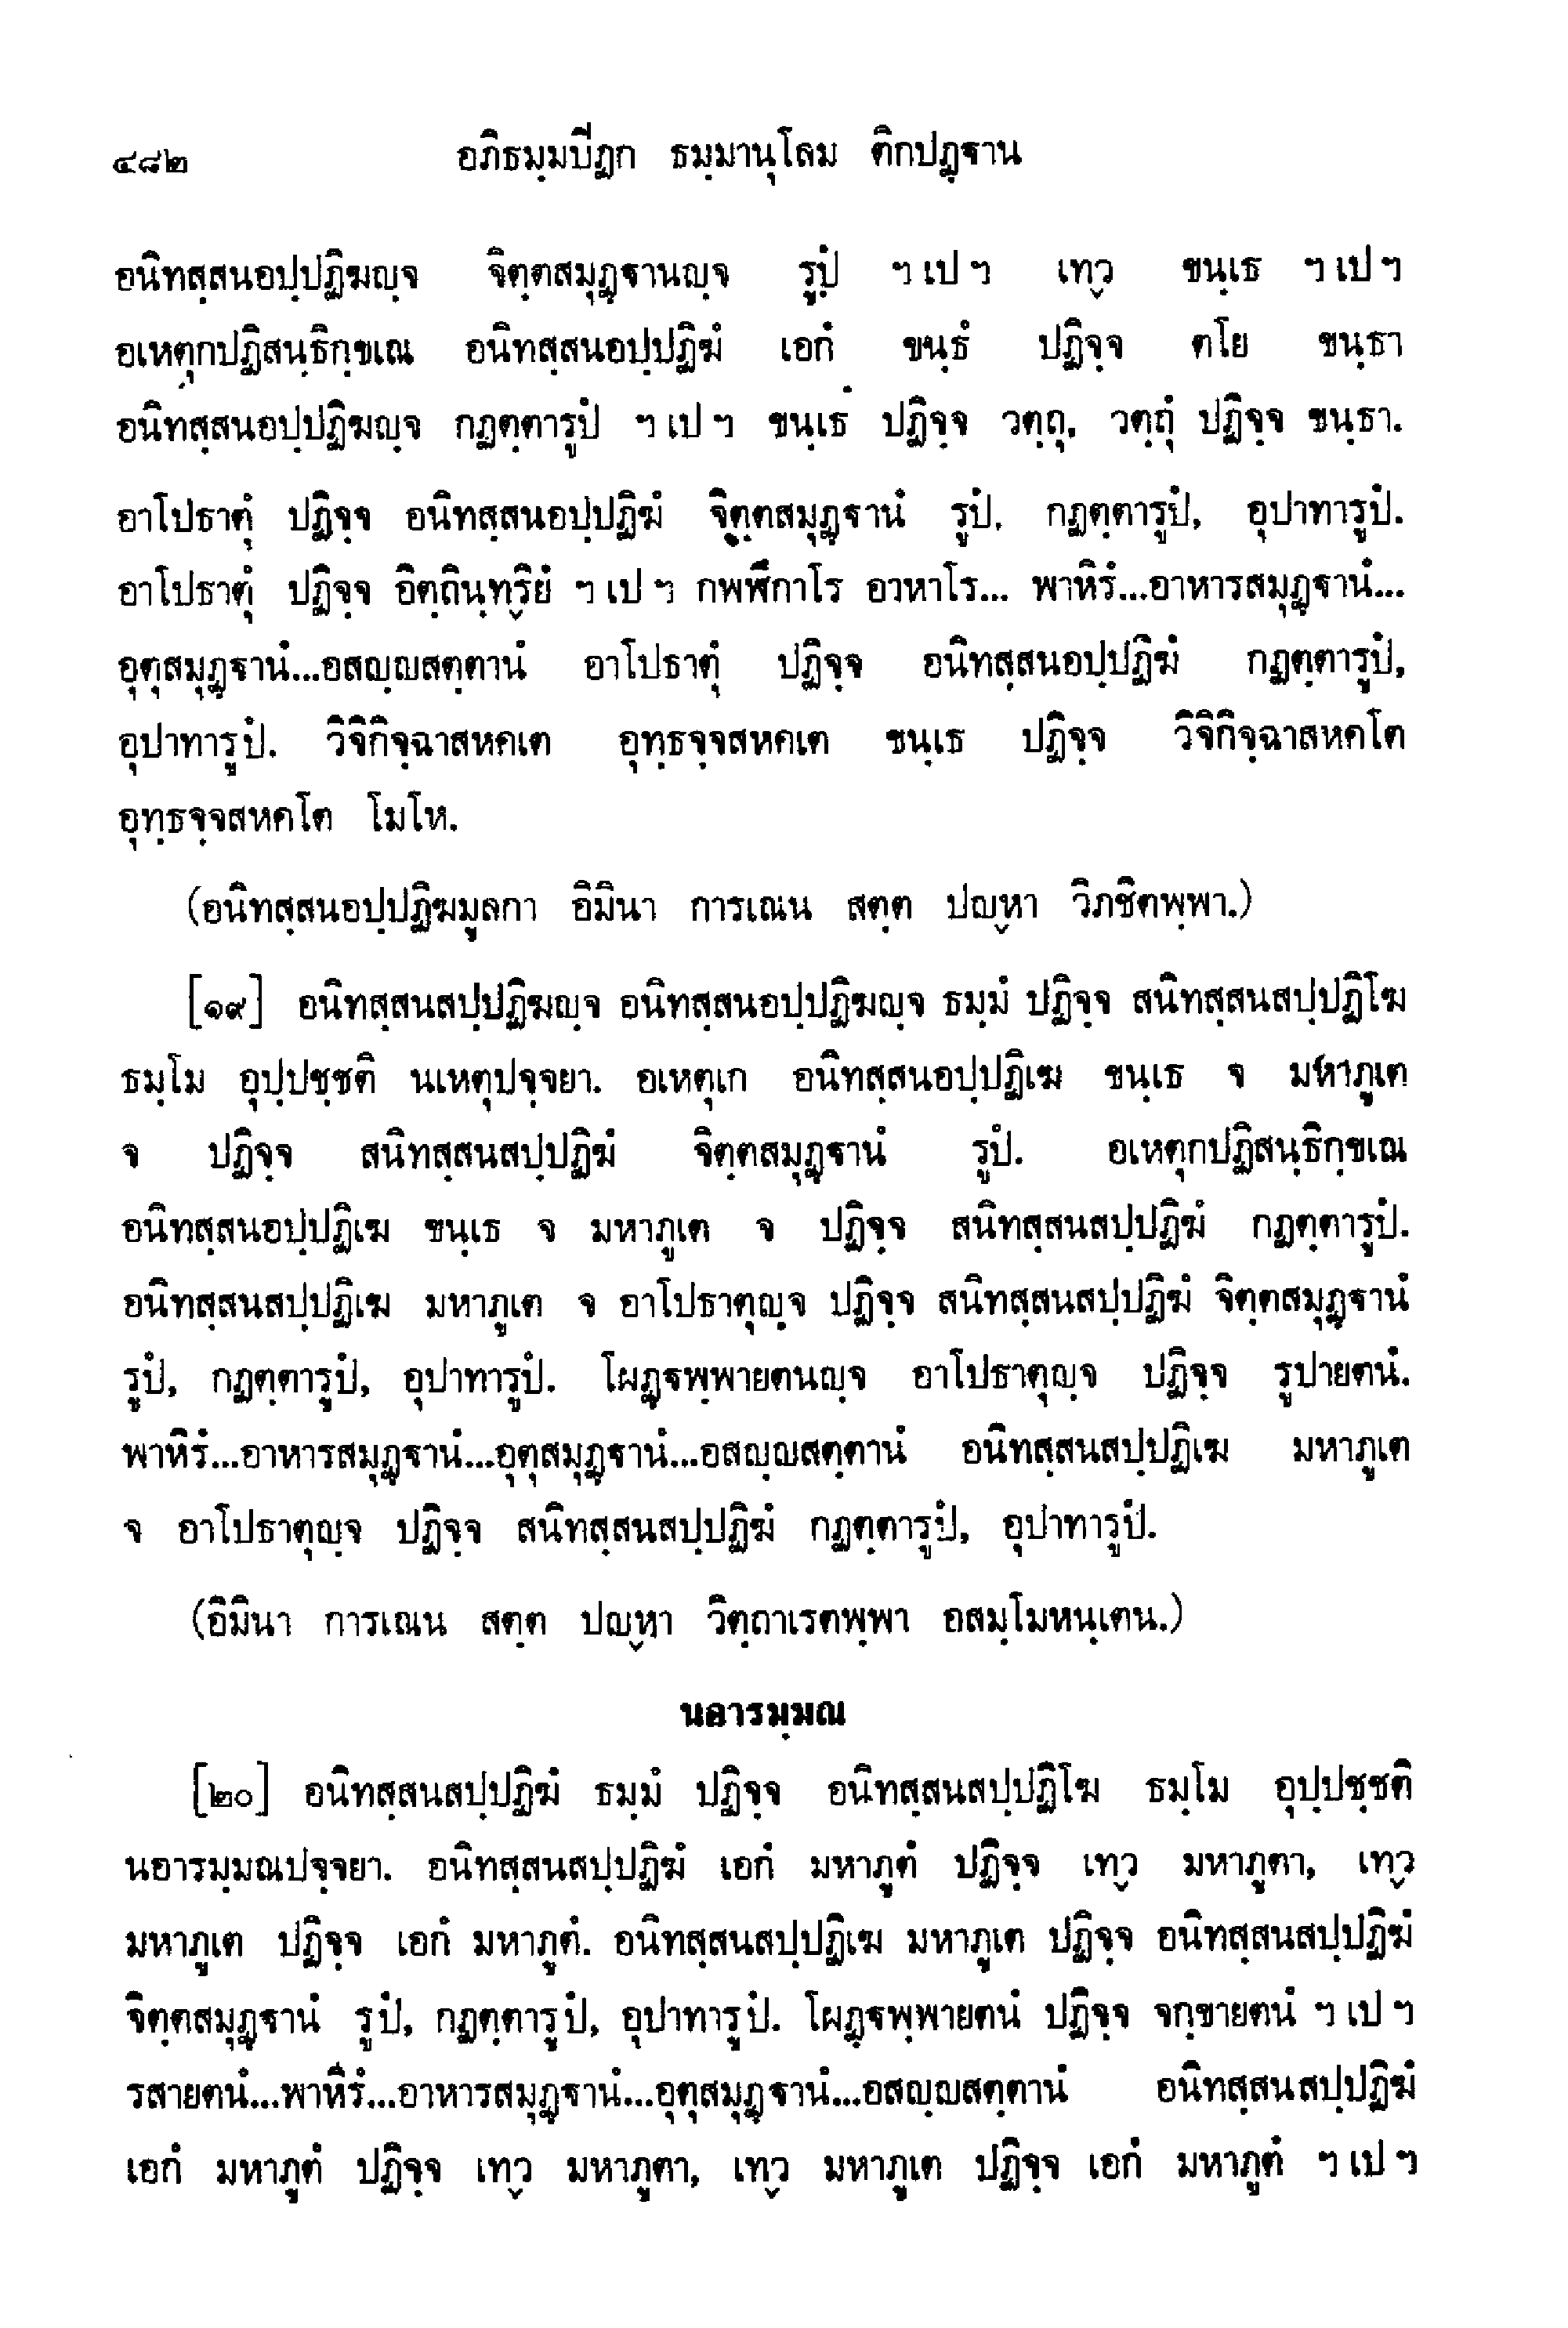 ๔๘๒ อภิธมฺมปิฏก ธมฺมานุโลม ติกปฏฺฐาน
อนิทสฺสนอปฺปฏิฆญฺจ จิตฺตสมุฏฺฐานญฺจ รูปํ ฯ เป ฯ เทฺว ขนฺเธ ฯ เป ฯ
อเหตุกปฏิสนฺธิกฺขเณ อนิทสฺสนอปฺปฏิฆํ เอกํ ขนฺธํ ปฏิจฺจ ตโย ขนฺธา
อนิทสฺสนอปฺปฏิฆญฺจ กฏตฺตารูปํ ฯ เป ฯ ขนฺเธ ปฏิจฺจ วตฺถุ, วตฺถุํ ปฏิจฺจ ขนฺธา.
อาโปธาตุํ ปฏิจฺจ อนิทสฺสนอปฺปฏิฆํ จิตฺตสมุฏฺฐานํ รูปํ, กฏตฺตารูปํ, อุปาทารูปํ.
อาโปธาตุํ ปฏิจฺจ อิตฺถินฺทฺริยํ ฯ เป ฯ กพฬีกาโร อาหาโร... พาหิรํ...อาหารสมุฏฺฐานํ...
อุตุสมุฏฺฐานํ...อสญฺญสตฺตานํ อาโปธาตุํ ปฏิจฺจ อนิทสฺสนอปฺปฏิฆํ กฏตฺตารูปํ,
อุปาทารูปํ. วิจิกิจฺฉาสหคเต อุทฺธจฺจสหคเต ขนฺเธ ปฏิจฺจ วิจิกิจฺฉาสหคโต
อุทฺธจฺจสหคโต โมโห.
(อนิทสฺสนอปฺปฏิฆมูลกา อิมินา การเณน สตฺต ปญฺหา วิภชิตพฺพา.)
[๑๙] อนิทสฺสนสปฺปฏิฆญฺจ อนิทสฺสนอปฺปฏิฆญฺจ ธมฺมํ ปฏิจฺจ สนิทสฺสนสปฺปฏิโฆ
ธมฺโม อุปฺปชฺชติ นเหตุปจฺจยา. อเหตุเก อนิทสฺสนอปฺปฏิเฆ ขนฺเธ จ มหาภูเต
จ ปฏิจฺจ สนิทสฺสนสปฺปฏิฆํ จิตฺตสมุฏฺฐานํ รูปํ. อเหตุกปฏิสนฺธิกฺขเณ
อนิทสฺสนอปฺปฏิเฆ ขนฺเธ จ มหาภูเต จ ปฏิจฺจ สนิทสฺสนสปฺปฏิฆํ กฏตฺตารูปํ.
อนิทสฺสนสปฺปฏิเฆ มหาภูเต จ อาโปธาตุญฺจ ปฏิจฺจ สนิทสฺสนสปฺปฏิฆํ จิตฺตสมุฏฺฐานํ
รูปํ, กฏตฺตารูปํ, อุปาทารูปํ. โผฏฺฐพฺพายตนญฺจ อาโปธาตุญฺจ ปฏิจฺจ รูปายตนํ.
พาหิรํ...อาหารสมุฏฺฐานํ...อุตุสมุฏฺฐานํ...อสญฺญสตฺตานํ อนิทสฺสนสปฺปฏิเฆ มหาภูเต
จ อาโปธาตุญฺจ ปฏิจฺจ สนิทสฺสนสปฺปฏิฆํ กฏตฺตารูปํ, อุปาทารูปํ.
(อิมินา การเณน สตฺต ปญฺหา วิตฺถาเรตพฺพา อสมฺโมหนฺเตน.)
นอารมฺมณ
[๒๐] อนิทสฺสนสปฺปฏิฆํ ธมฺมํ ปฏิจฺจ อนิทสฺสนสปฺปฏิโฆ ธมฺโม อุปฺปชฺชติ
นอารมฺมณปจฺจยา. อนิทสฺสนสปฺปฏิฆํ เอกํ มหาภูตํ ปฏิจฺจ เทฺว มหาภูตา, เทฺว
มหาภูเต ปฏิจฺจ เอกํ มหาภูตํ. อนิทสฺสนสปฺปฏิเฆ มหาภูเต ปฏิจฺจ อนิทสฺสนสปฺปฏิฆํ
จิตฺตสมุฏฺฐานํ รูปํ, กฏตฺตารูปํ, อุปาทารูปํ. โผฏฺฐพฺพายตนํ ปฏิจฺจ จกฺขายตนํ ฯ เป ฯ
รสายตนํ...พาหิรํ...อาหารสมุฏฺฐานํ...อุตุสมุฏฺฐานํ...อสญฺญสตฺตานํ อนิทสฺสนสปฺปฏิฆํ
เอกํ มหาภูตํ ปฏิจฺจ เทฺว มหาภูตา, เทฺว มหาภูเต ปฏิจฺจ เอกํ มหาภูตํ ฯ เป ฯ